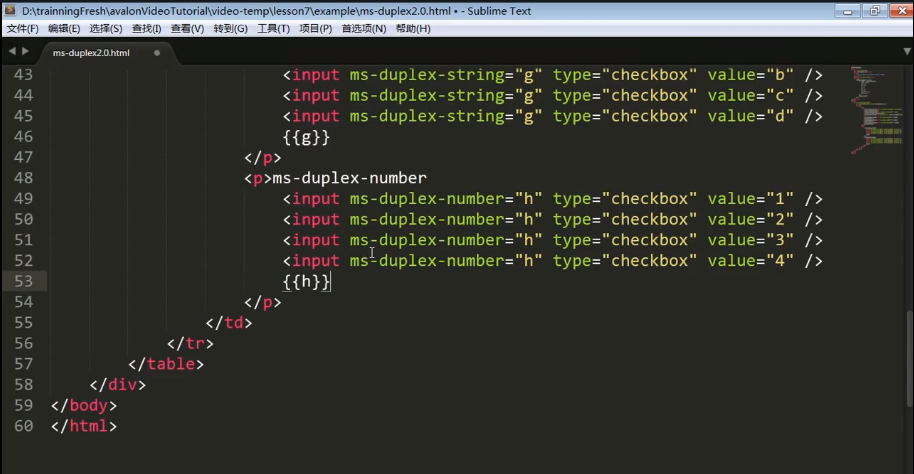 D:\trainningFresh\avalonVideoTutorial\video-temp\lesson7\example\ms-duplex2.0.html • - Sublime Text
文件(F) 编辑(E) 选择(S) 查找(I) 查看(V) 转到(G) 工具(T) 项目(P) 首选项(N) 帮助(H)
ms-duplex2.0.html
43 <input ms-duplex-string="g" type="checkbox" value="b" />
44 <input ms-duplex-string="g" type="checkbox" value="c" />
45 <input ms-duplex-string="g" type="checkbox" value="d" />
46 {{g}}
47 </p>
48 <p>ms-duplex-number
49 <input ms-duplex-number="h" type="checkbox" value="1" />
50 <input ms-duplex-number="h" type="checkbox" value="2" />
51 <input ms-duplex-number="h" type="checkbox" value="3" />
52 <input ms-duplex-number="h" type="checkbox" value="4" />
53 {{h}}
54 </p>
55 </td>
56 </tr>
57 </table>
58 </div>
59 </body>
60 </html>